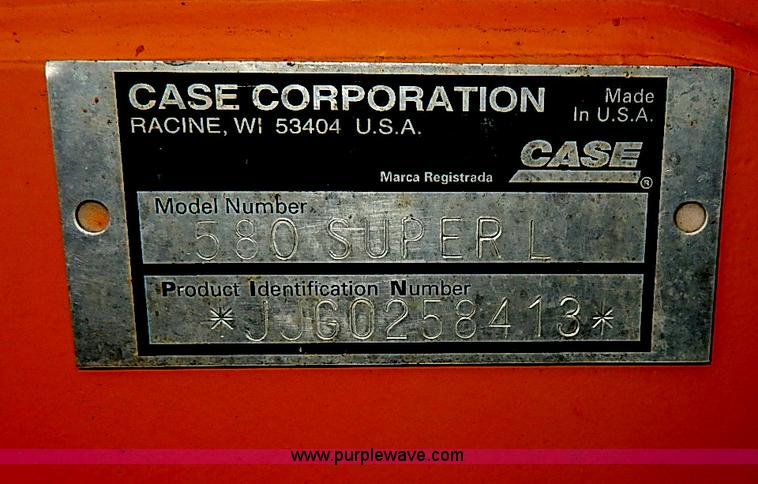 CASE CORPORATION
RACINE, WI 53404 U.S.A.
Made
In U.S.A.
CASE
Marca Registrada ®
Model Number
580 SUPER L
Product Identification Number
*JJG0258413*
www.purplewave.com